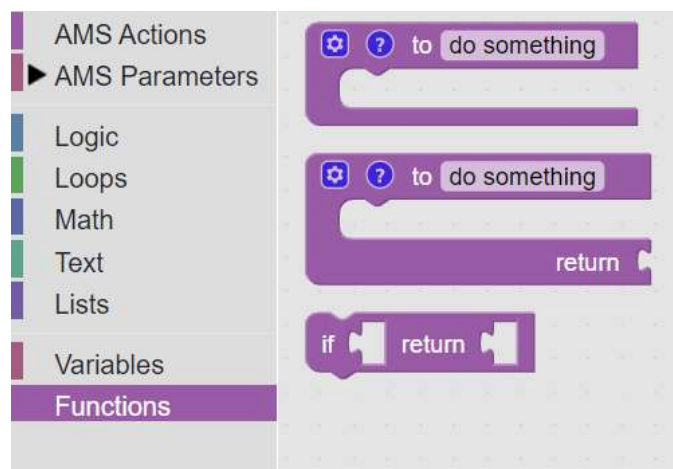 AMS Actions
AMS Parameters
Logic
Loops
Math
Text
Lists
Variables
Functions
? to do something
? to do something
return
if return